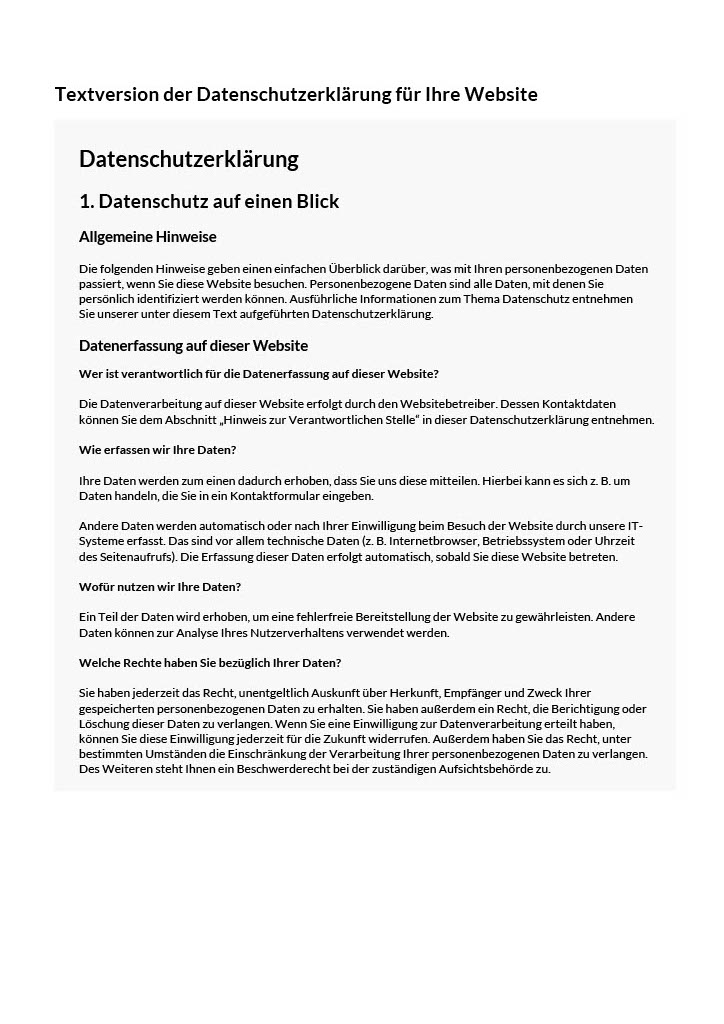 Textversion der Datenschutzerklärung für Ihre Website
Datenschutzerklärung
1. Datenschutz auf einen Blick
Allgemeine Hinweise
Die folgenden Hinweise geben einen einfachen Überblick darüber, was mit Ihren personenbezogenen Daten
passiert, wenn Sie diese Website besuchen. Personenbezogene Daten sind alle Daten, mit denen Sie
persönlich identifiziert werden können. Ausführliche Informationen zum Thema Datenschutz entnehmen
Sie unserer unter diesem Text aufgeführten Datenschutzerklärung.
Datenerfassung auf dieser Website
Wer ist verantwortlich für die Datenerfassung auf dieser Website?
Die Datenverarbeitung auf dieser Website erfolgt durch den Websitebetreiber. Dessen Kontaktdaten
können Sie dem Abschnitt „Hinweis zur Verantwortlichen Stelle“ in dieser Datenschutzerklärung entnehmen.
Wie erfassen wir Ihre Daten?
Ihre Daten werden zum einen dadurch erhoben, dass Sie uns diese mitteilen. Hierbei kann es sich z. B. um
Daten handeln, die Sie in ein Kontaktformular eingeben.
Andere Daten werden automatisch oder nach Ihrer Einwilligung beim Besuch der Website durch unsere IT-
Systeme erfasst. Das sind vor allem technische Daten (z. B. Internetbrowser, Betriebssystem oder Uhrzeit
des Seitenaufrufs). Die Erfassung dieser Daten erfolgt automatisch, sobald Sie diese Website betreten.
Wofür nutzen wir Ihre Daten?
Ein Teil der Daten wird erhoben, um eine fehlerfreie Bereitstellung der Website zu gewährleisten. Andere
Daten können zur Analyse Ihres Nutzerverhaltens verwendet werden.
Welche Rechte haben Sie bezüglich Ihrer Daten?
Sie haben jederzeit das Recht, unentgeltlich Auskunft über Herkunft, Empfänger und Zweck Ihrer
gespeicherten personenbezogenen Daten zu erhalten. Sie haben außerdem ein Recht, die Berichtigung oder
Löschung dieser Daten zu verlangen. Wenn Sie eine Einwilligung zur Datenverarbeitung erteilt haben,
können Sie diese Einwilligung jederzeit für die Zukunft widerrufen. Außerdem haben Sie das Recht, unter
bestimmten Umständen die Einschränkung der Verarbeitung Ihrer personenbezogenen Daten zu verlangen.
Des Weiteren steht Ihnen ein Beschwerderecht bei der zuständigen Aufsichtsbehörde zu.